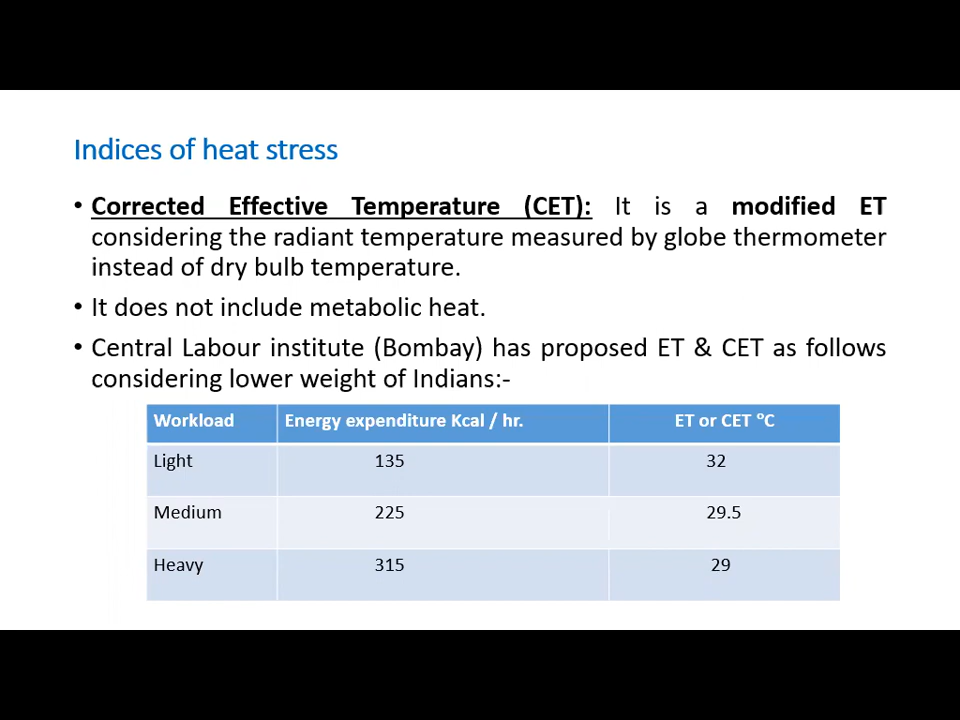 Indices of heat stress
• Corrected Effective Temperature (CET): It is a modified ET
considering the radiant temperature measured by globe thermometer
instead of dry bulb temperature.
• It does not include metabolic heat.
• Central Labour institute (Bombay) has proposed ET & CET as follows
considering lower weight of Indians:-
Workload Energy expenditure Kcal / hr. ET or CET °C
Light 135 32
Medium 225 29.5
Heavy 315 29